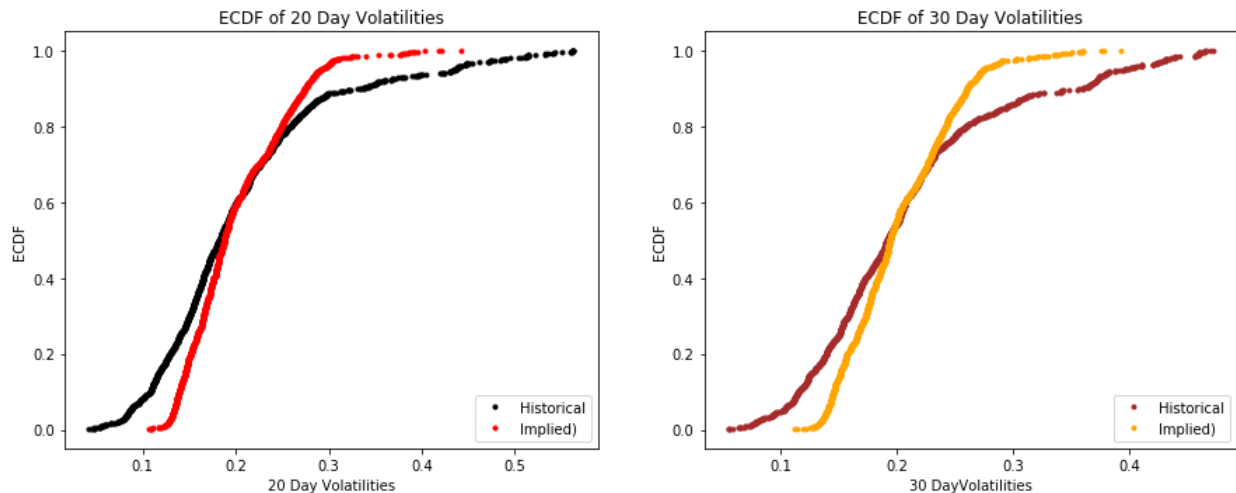 ECDF of 20 Day Volatilities
ECDF
1.0
0.8
0.6
0.4
0.2
0.0
0.1
0.2
0.3
0.4
0.5
20 Day Volatilities
Historical
Implied)
ECDF of 30 Day Volatilities
ECDF
1.0
0.8
0.6
0.4
0.2
0.0
0.1
0.2
0.3
0.4
30 DayVolatilities
Historical
Implied)